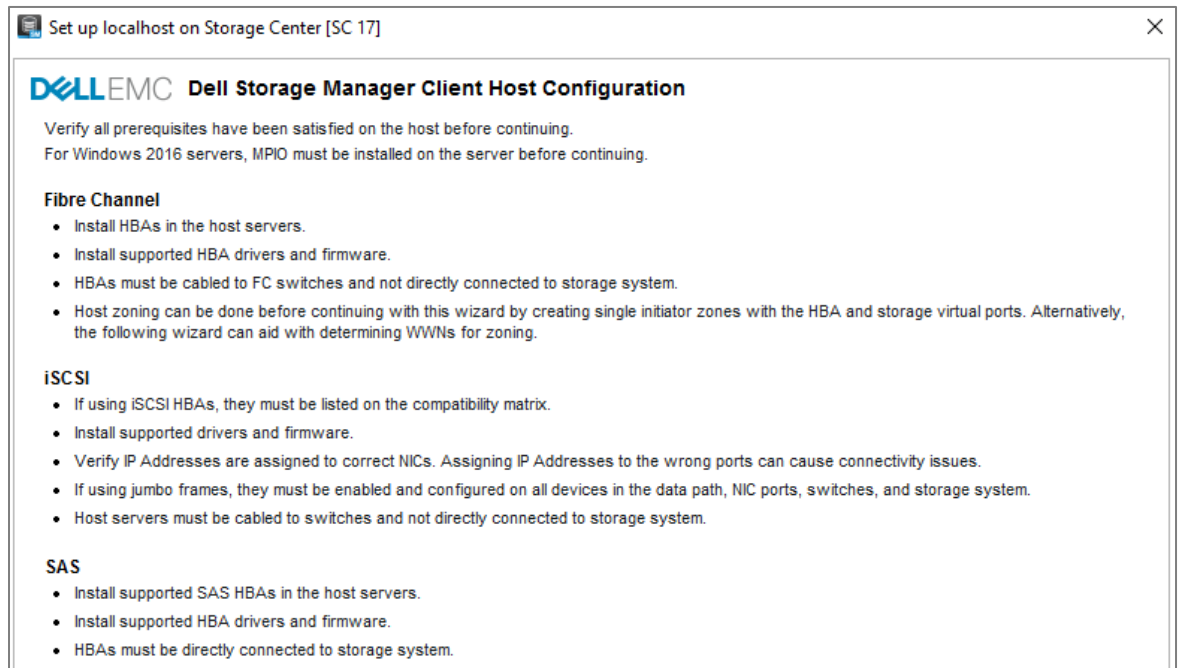 Set up localhost on Storage Center [SC 17]
DELLEMC Dell Storage Manager Client Host Configuration
Verify all prerequisites have been satisfied on the host before continuing.
For Windows 2016 servers, MPIO must be installed on the server before continuing.
Fibre Channel
• Install HBAs in the host servers.
• Install supported HBA drivers and firmware.
• HBAs must be cabled to FC switches and not directly connected to storage system.
• Host zoning can be done before continuing with this wizard by creating single initiator zones with the HBA and storage virtual ports. Alternatively,
the following wizard can aid with determining WWNs for zoning.
iSCSI
• If using iSCSI HBAs, they must be listed on the compatibility matrix.
• Install supported drivers and firmware.
• Verify IP Addresses are assigned to correct NICs. Assigning IP Addresses to the wrong ports can cause connectivity issues.
• If using jumbo frames, they must be enabled and configured on all devices in the data path, NIC ports, switches, and storage system.
• Host servers must be cabled to switches and not directly connected to storage system.
SAS
• Install supported SAS HBAs in the host servers.
• Install supported HBA drivers and firmware.
• HBAs must be directly connected to storage system.